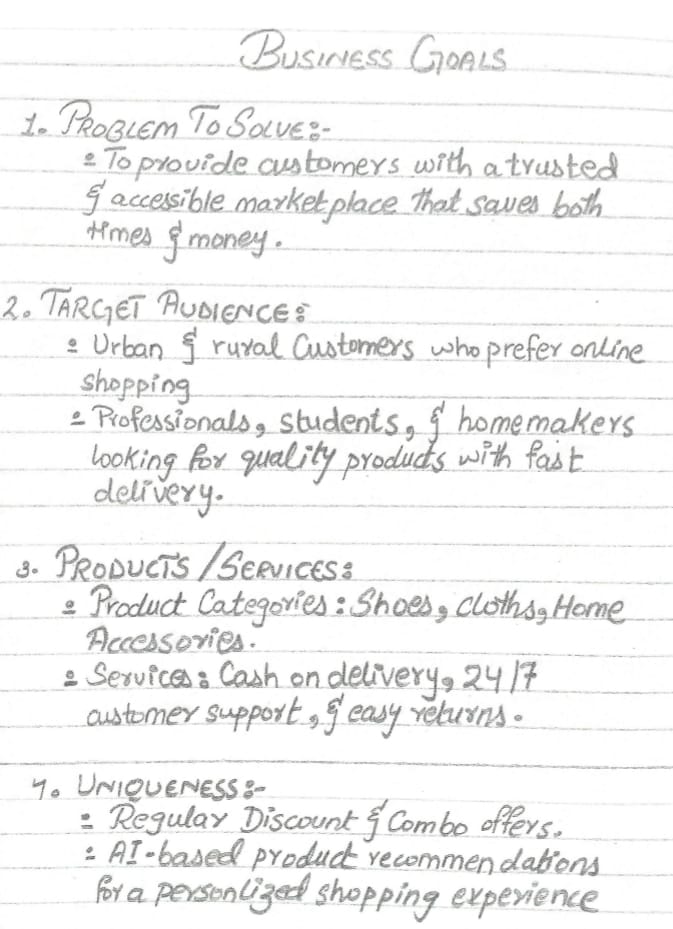 BUSINESS GOALS
1. PROBLEM TO SOLVE:-
: To provide customers with a trusted
& accessible marketplace that saves both
times & money.
2. TARGET AUDIENCE:
: Urban & rural Customers who prefer online
shopping
: Professionals, students, & homemakers
looking for quality products with fast
delivery.
3. PRODUCTS/SERVICES:
: Product Categories: Shoes, cloths, Home
Accessories.
: Services: Cash on delivery, 24/7
customer support, & easy returns.
4. UNIQUENESS:-
: Regular Discount & Combo offers.
: AI-based product recommendations
for a personlized shopping experience